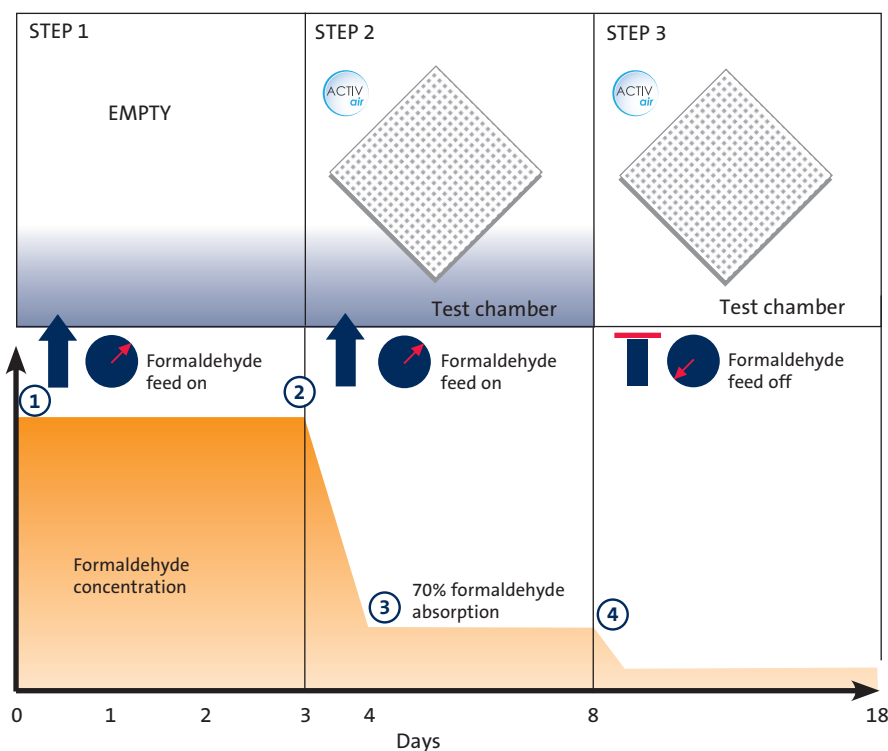 STEP 1
EMPTY
STEP 2
ACTIV
air
Test chamber
STEP 3
ACTIV
air
Test chamber
Formaldehyde
feed on
Formaldehyde
feed on
Formaldehyde
feed off
1
2
Formaldehyde
concentration
3
70% formaldehyde
absorption
4
0 1 2 3 4 8 18
Days